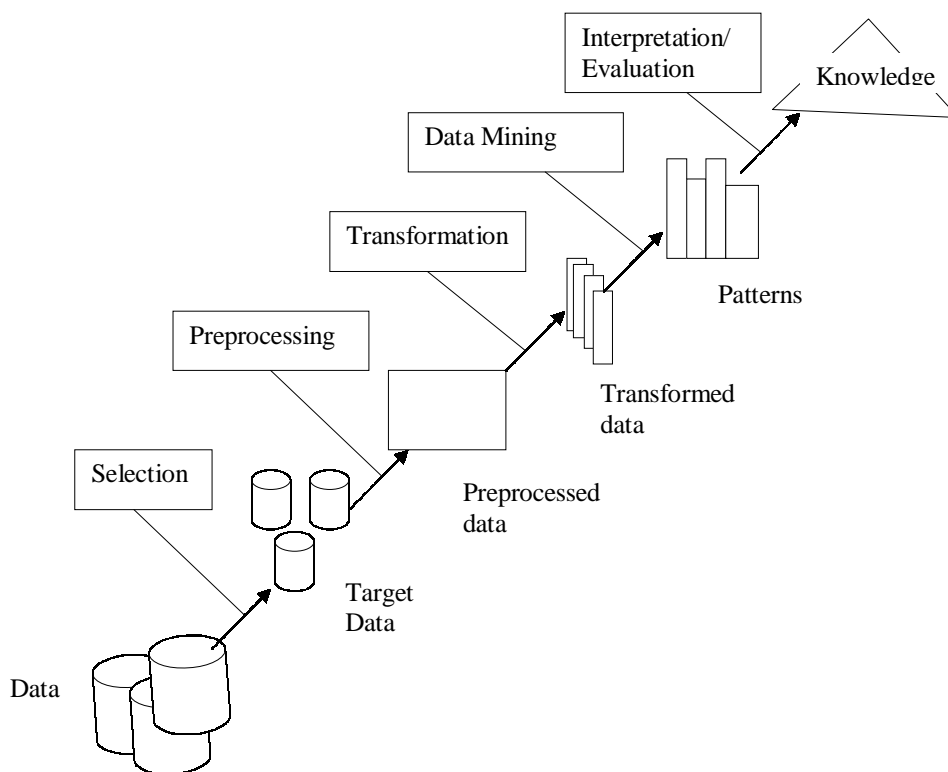 Interpretation/
Evaluation
Knowledge
Data Mining
Transformation
Patterns
Preprocessing
Transformed
data
Selection
Preprocessed
data
Target
Data
Data